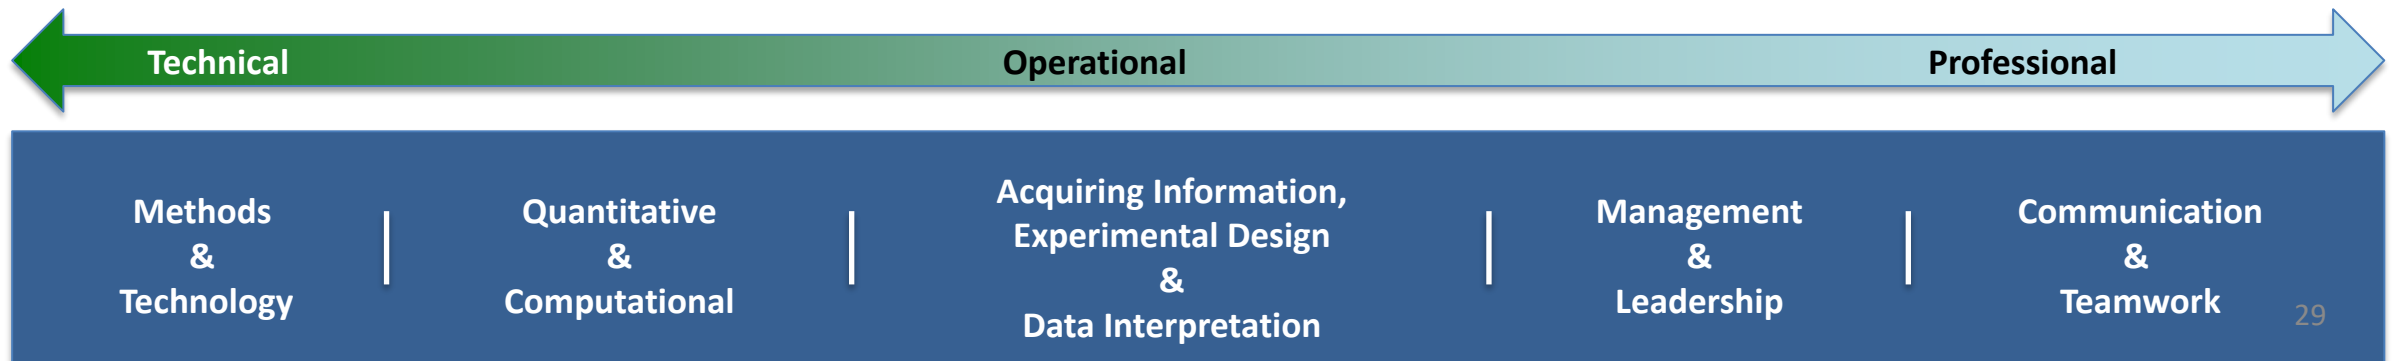 Technical
Operational
Professional
Methods
&
Technology
Quantitative
&
Computational
Acquiring Information,
Experimental Design
&
Data Interpretation
Management
&
Leadership
Communication
&
Teamwork
29